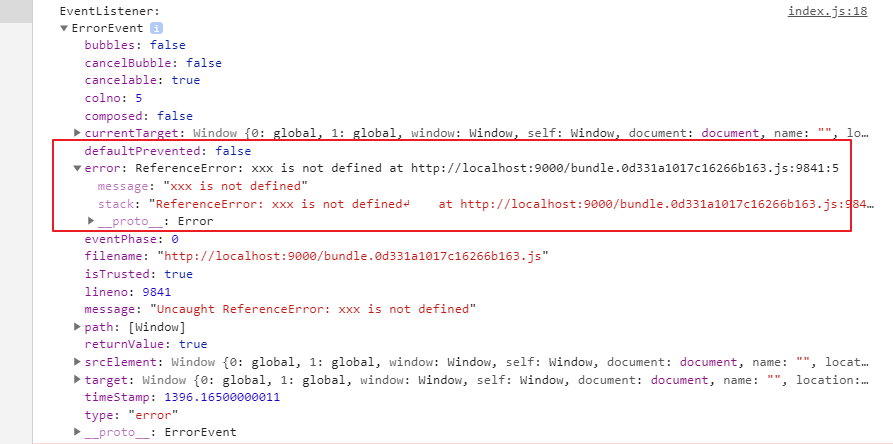 EventListener: index.js:18
▼ErrorEvent i
bubbles: false
cancelBubble: false
cancelable: true
colno: 5
composed: false
▶currentTarget: Window {0: global, 1: global, window: Window, self: Window, document: document, name: "", lo…
defaultPrevented: false
▼error: ReferenceError: xxx is not defined at http://localhost:9000/bundle.0d331a1017c16266b163.js:9841:5
message: "xxx is not defined"
stack: "ReferenceError: xxx is not defined↵    at http://localhost:9000/bundle.0d331a1017c16266b163.js:984…
▶__proto__: Error
eventPhase: 0
filename: "http://localhost:9000/bundle.0d331a1017c16266b163.js"
isTrusted: true
lineno: 9841
message: "Uncaught ReferenceError: xxx is not defined"
▶path: [Window]
returnValue: true
▶srcElement: Window {0: global, 1: global, window: Window, self: Window, document: document, name: "", locat…
▶target: Window {0: global, 1: global, window: Window, self: Window, document: document, name: "", location:…
timeStamp: 1396.16500000011
type: "error"
▶__proto__: ErrorEvent